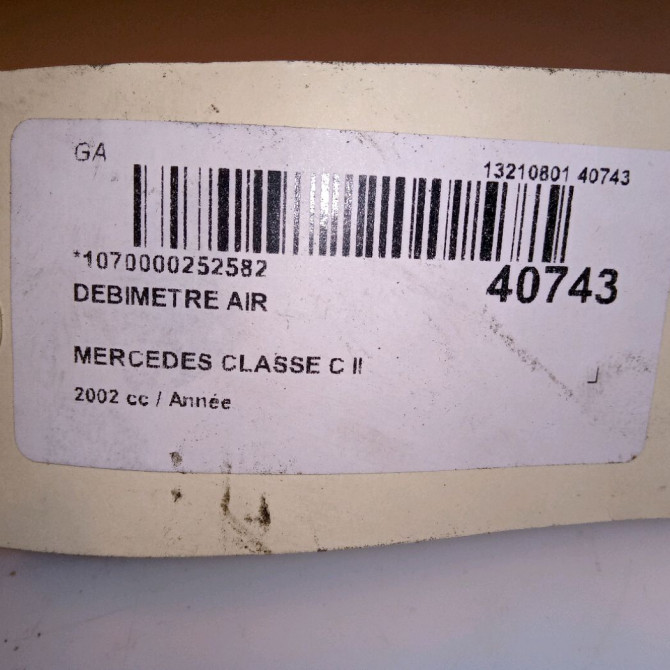 GA
13210801 40743
*1070000252582
40743
DEBIMETRE AIR
MERCEDES CLASSE C II
2002 cc / Année